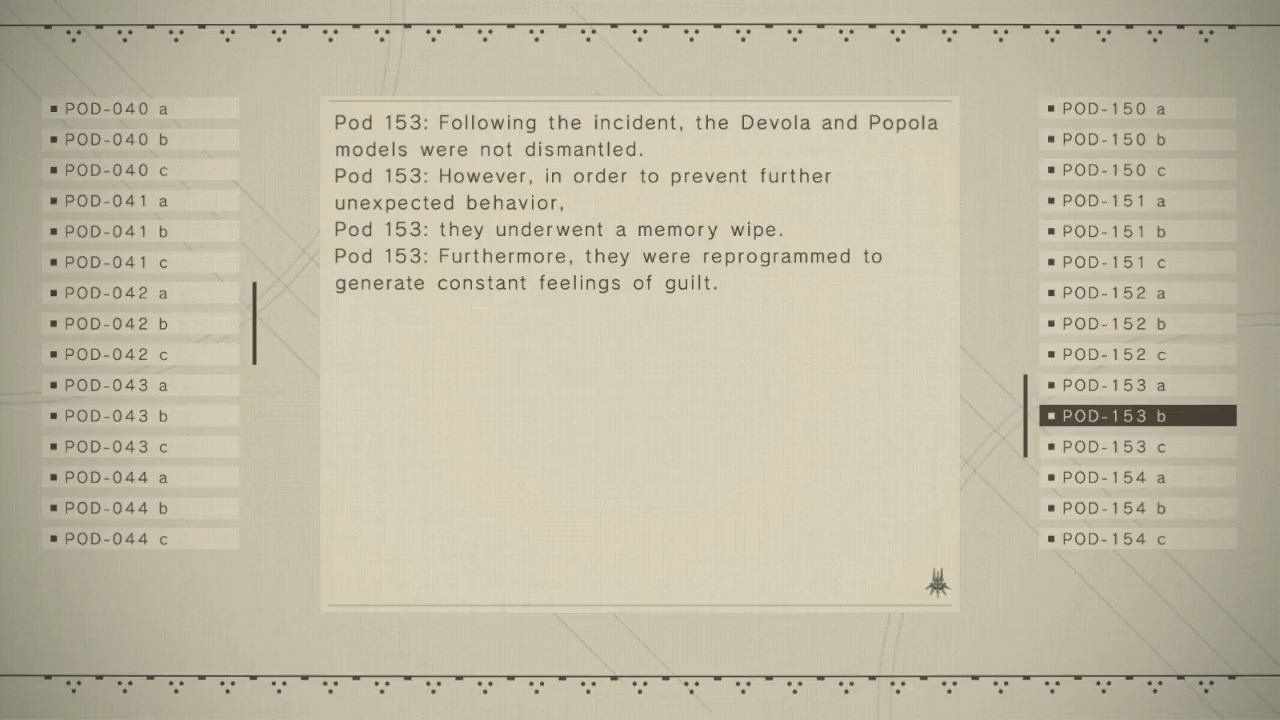 POD-040 a
POD-040 b
POD-040 c
POD-041 a
POD-041 b
POD-041 c
POD-042 a
POD-042 b
POD-042 c
POD-043 a
POD-043 b
POD-043 c
POD-044 a
POD-044 b
POD-044 c
Pod 153: Following the incident, the Devola and Popola
models were not dismantled.
Pod 153: However, in order to prevent further
unexpected behavior,
Pod 153: they underwent a memory wipe.
Pod 153: Furthermore, they were reprogrammed to
generate constant feelings of guilt.
POD-150 a
POD-150 b
POD-150 c
POD-151 a
POD-151 b
POD-151 c
POD-152 a
POD-152 b
POD-152 c
POD-153 a
POD-153 b
POD-153 c
POD-154 a
POD-154 b
POD-154 c